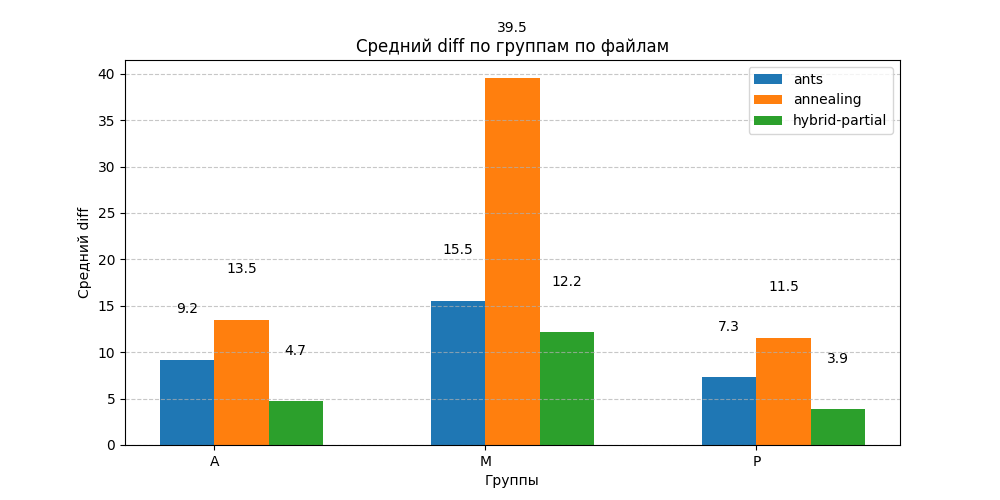 39.5
Средний diff по группам по файлам
40
35
30
25
20
15
10
5
0
Средний diff
ants
annealing
hybrid-partial
9.2
13.5
4.7
15.5
12.2
7.3
11.5
3.9
A
M
P
Группы